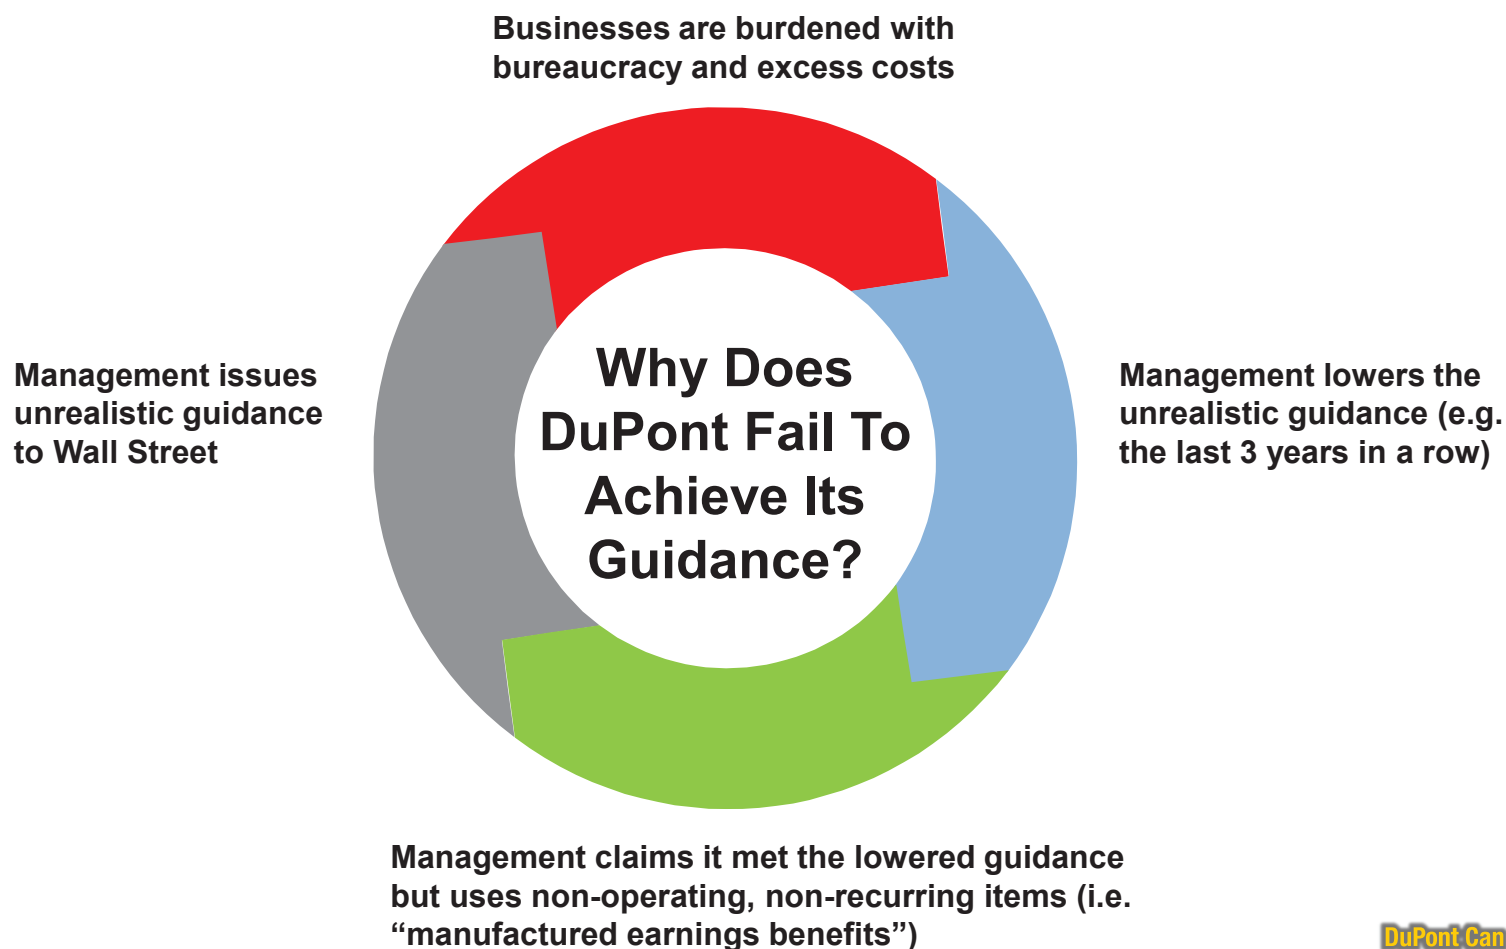 Businesses are burdened with
bureaucracy and excess costs
Management issues
unrealistic guidance
to Wall Street
Why Does
DuPont Fail To
Achieve Its
Guidance?
Management lowers the
unrealistic guidance (e.g.
the last 3 years in a row)
Management claims it met the lowered guidance
but uses non-operating, non-recurring items (i.e.
“manufactured earnings benefits”)
DuPont Can